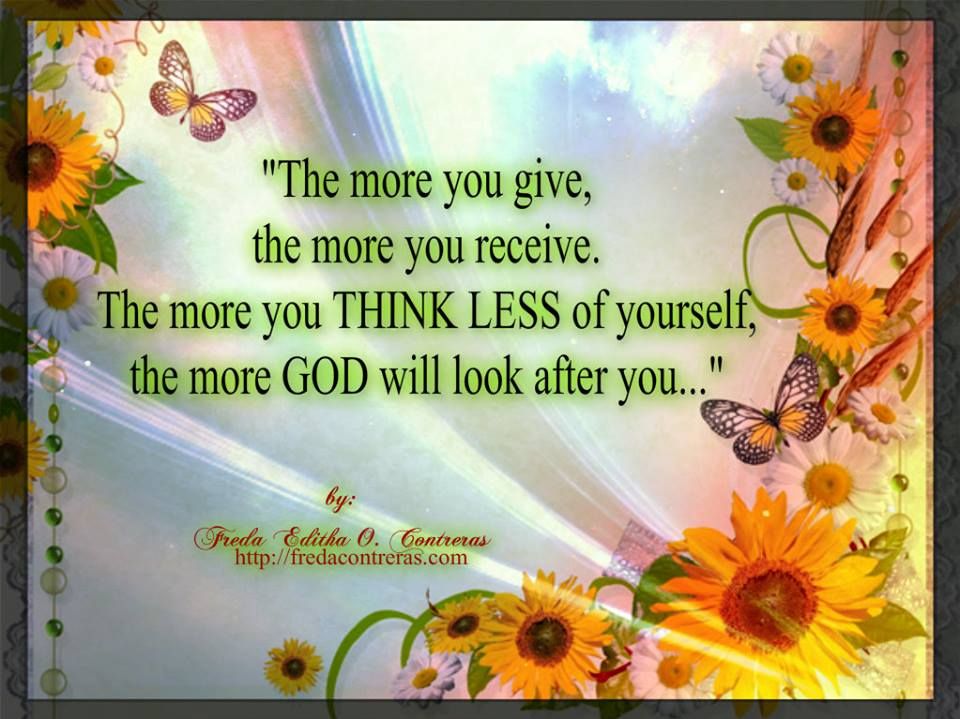 "The more you give,
the more you receive.
The more you THINK LESS of yourself,
the more GOD will look after you..."
by:
Freda Editha O. Contreras
http://fredacontreras.com